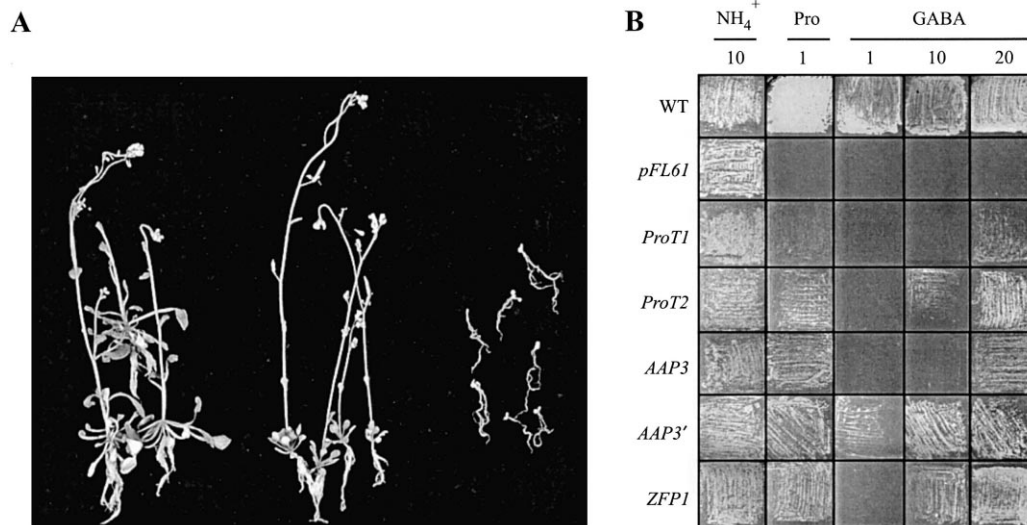 A
B
NH4+ Pro GABA
10 1 1 10 20
WT
pFL61
ProT1
ProT2
AAP3
AAP3′
ZFP1